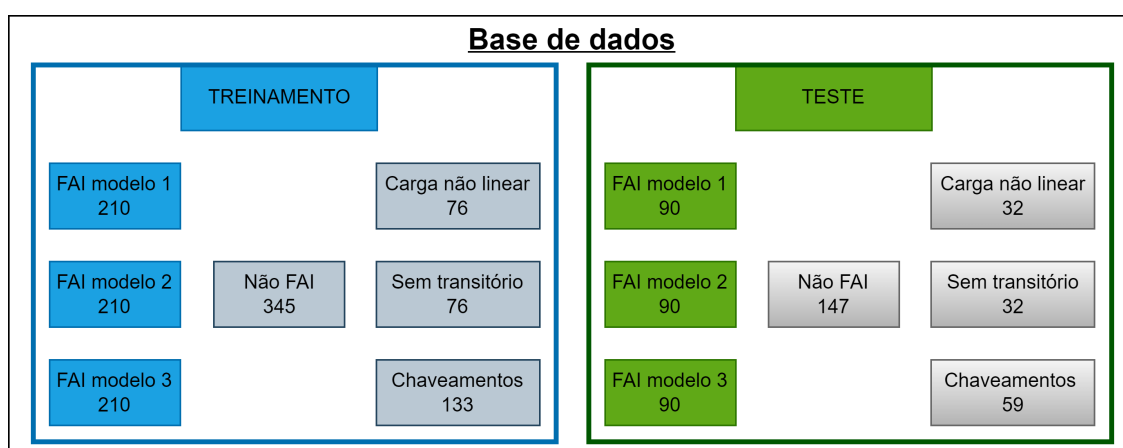 Base de dados
TREINAMENTO
FAI modelo 1
210
Carga não linear
76
FAI modelo 2
210
Não FAI
345
Sem transitório
76
FAI modelo 3
210
Chaveamentos
133
TESTE
FAI modelo 1
90
Carga não linear
32
FAI modelo 2
90
Não FAI
147
Sem transitório
32
FAI modelo 3
90
Chaveamentos
59